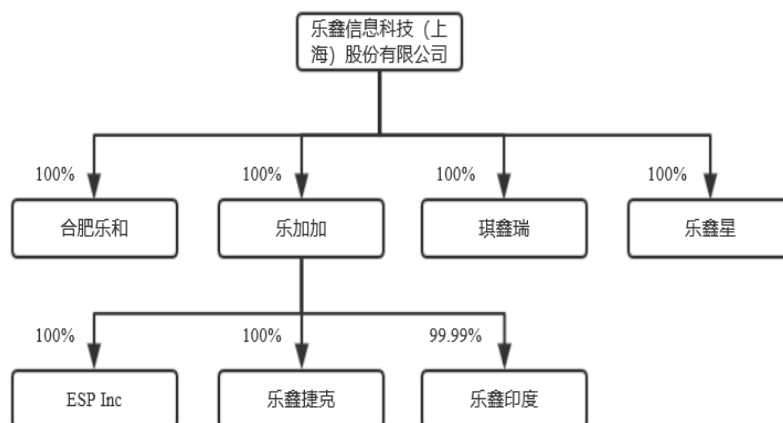 乐鑫信息科技（上
海）股份有限公司
100%
100%
100%
100%
合肥乐和
乐加加
琪鑫瑞
乐鑫星
100%
100%
99.99%
ESP Inc
乐鑫捷克
乐鑫印度